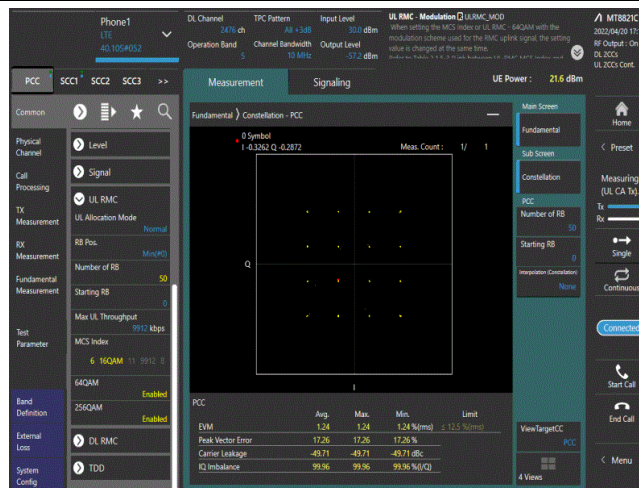 Phone1
LTE
40.105#052
DL Channel
2476 ch
TPC Pattern
All +3dB
Input Level
30.0 dBm
Operation Band
5
Channel Bandwidth
10 MHz
Output Level
-57.2 dBm
UL RMC - Modulation ULRMC_MOD
When setting the MCS Index or UL RMC - 64QAM with the
modulation scheme used for the RMC uplink signal, the setting
value is changed at the same time.
MT8821C
2022/04/20 17:
RF Output : On
DL 2CCs
UL 2CCs Cont.
PCC
SCC1
SCC2
SCC3
>>
Measurement
Signaling
UE Power : 21.6 dBm
Common
Physical
Channel
Call
Processing
TX
Measurement
RX
Measurement
Fundamental
Measurement
Test
Parameter
Band
Definition
External
Loss
System
Config
Level
Signal
UL RMC
UL Allocation Mode
Normal
RB Pos.
Min(#0)
Number of RB
50
Starting RB
0
Max UL Throughput
9912 kbps
MCS Index
6 16QAM 11 9912 8
64QAM
Enabled
256QAM
Enabled
DL RMC
TDD
Fundamental
Constellation - PCC
0 Symbol
I -0.3262 Q -0.2872
Meas. Count : 1/ 1
Q
I
PCC
Avg. Max. Min. Limit
EVM 1.24 1.24 1.24 %(rms) ≤ 12.5 %(rms)
Peak Vector Error 17.26 17.26 17.26 %
Carrier Leakage -49.71 -49.71 -49.71 dBc
IQ Imbalance 99.96 99.96 99.96 %(I/Q)
Main Screen
Fundamental
Sub Screen
Constellation
PCC
Number of RB
50
Starting RB
0
Interpolation (Constellation)
None
ViewTargetCC
PCC
4 Views
Home
Preset
Measuring
(UL CA Tx).
Tx
Rx
Single
Continuous
Connected
Start Call
End Call
Menu